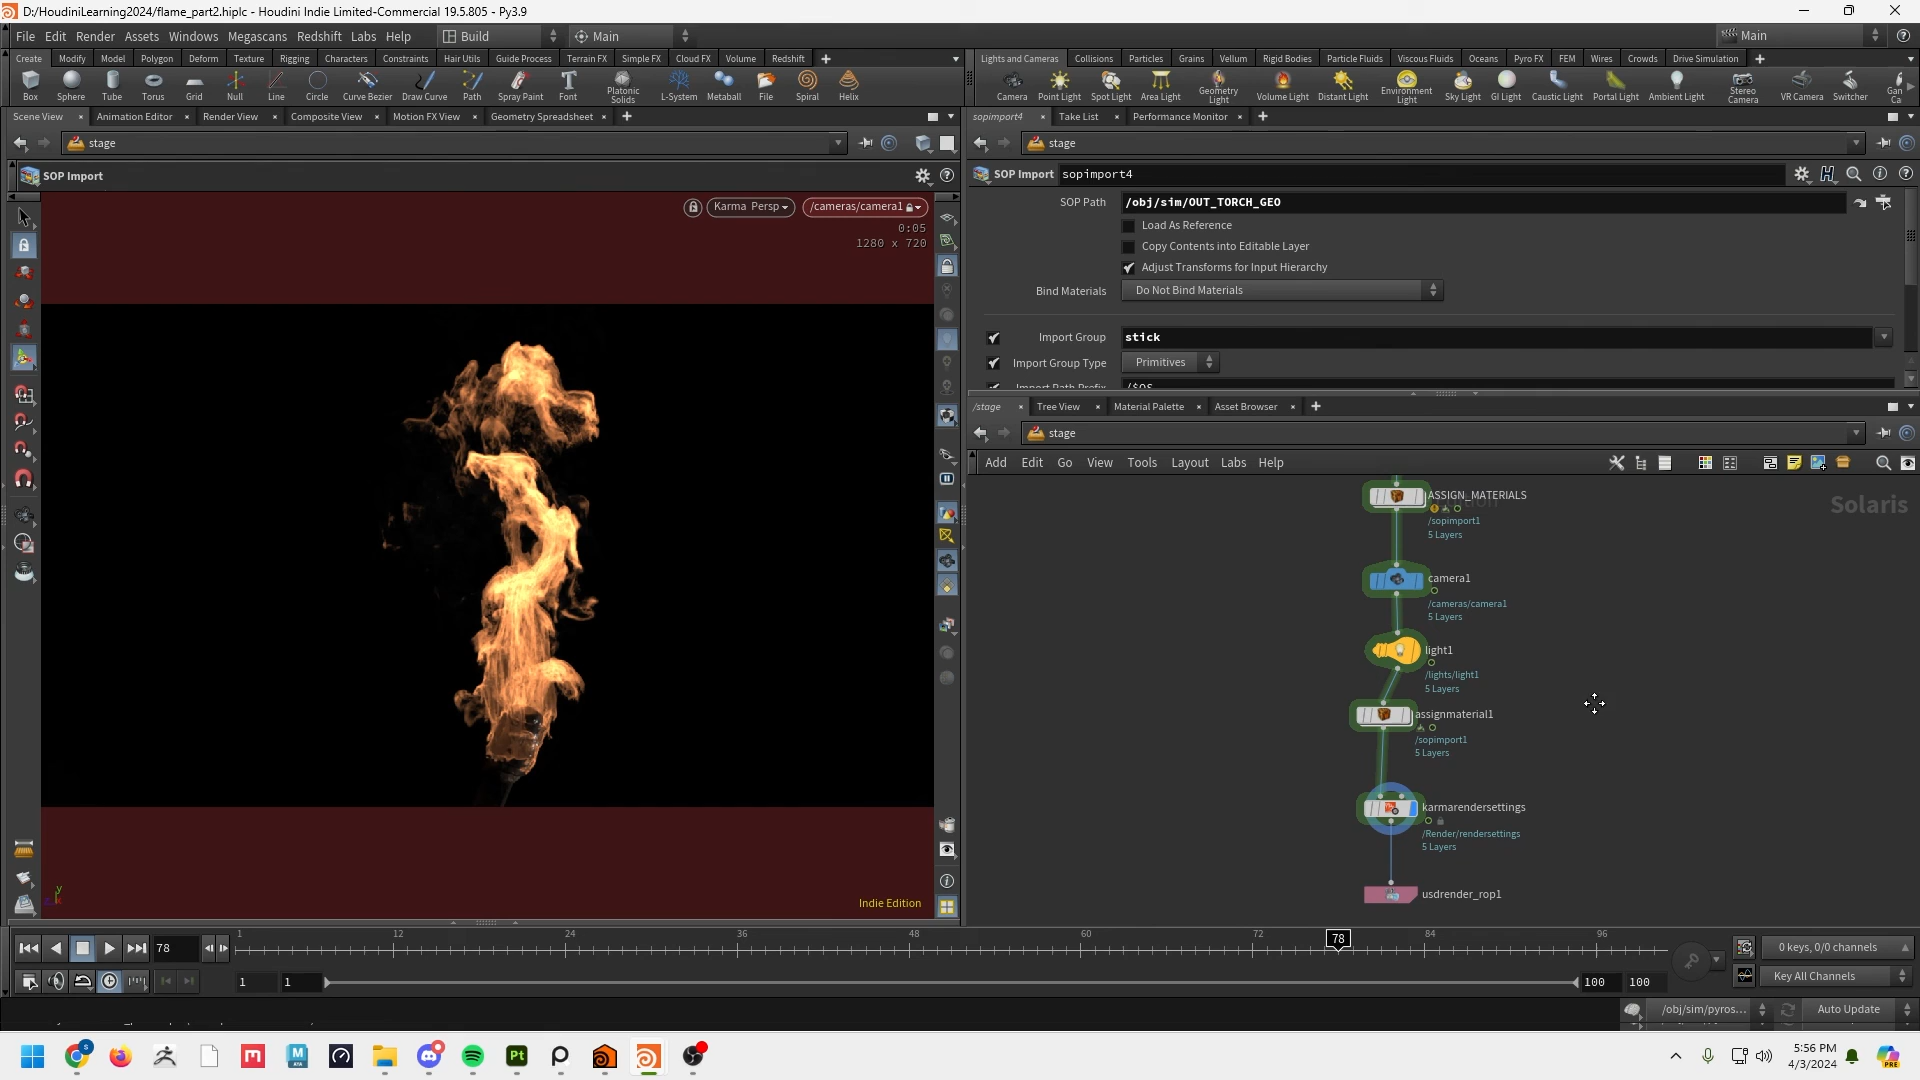 D:/HoudiniLearning2024/flame_part2.hiplc - Houdini Indie Limited-Commercial 19.5.805 - Py3.9
File Edit Render Assets Windows Megascans Redshift Labs Help Build Main Main
Create Modify Model Polygon Deform Texture Rigging Characters Constraints Hair Utils Guide Process Terrain FX Simple FX Cloud FX Volume Redshift
Lights and Cameras Collisions Particles Grains Vellum Rigid Bodies Particle Fluids Viscous Fluids Oceans Pyro FX FEM Wires Crowds Drive Simulation
Box Sphere Tube Torus Grid Null Line Circle Curve Bezier Draw Curve Path Spray Paint Font Platonic Solids L-System Metaball File Spiral Helix
Camera Point Light Spot Light Area Light Geometry Light Volume Light Distant Light Environment Light Sky Light GI Light Caustic Light Portal Light Ambient Light Stereo Camera VR Camera Switcher Gan Ca
Scene View Animation Editor Render View Composite View Motion FX View Geometry Spreadsheet
sopimport4 Take List Performance Monitor
stage
stage
SOP Import
SOP Import sopimport4
Karma Persp /cameras/camera1
0:05
1280 x 720
SOP Path /obj/sim/OUT_TORCH_GEO
Load As Reference
Copy Contents into Editable Layer
Adjust Transforms for Input Hierarchy
Bind Materials Do Not Bind Materials
Import Group stick
Import Group Type Primitives
Import Path Prefix /$OS
/stage Tree View Material Palette Asset Browser
stage
Add Edit Go View Tools Layout Labs Help
Solaris
ASSIGN_MATERIALS
/sopimport1
5 Layers
camera1
/cameras/camera1
5 Layers
light1
/lights/light1
5 Layers
assignmaterial1
/sopimport1
5 Layers
karmarendersettings
/Render/rendersettings
5 Layers
usdrender_rop1
y
Indie Edition
78
1 12 24 36 48 60 72 78 84 96
0 keys, 0/0 channels
1 1 100 100
Key All Channels
/obj/sim/pyros... Auto Update
5:56 PM
4/3/2024